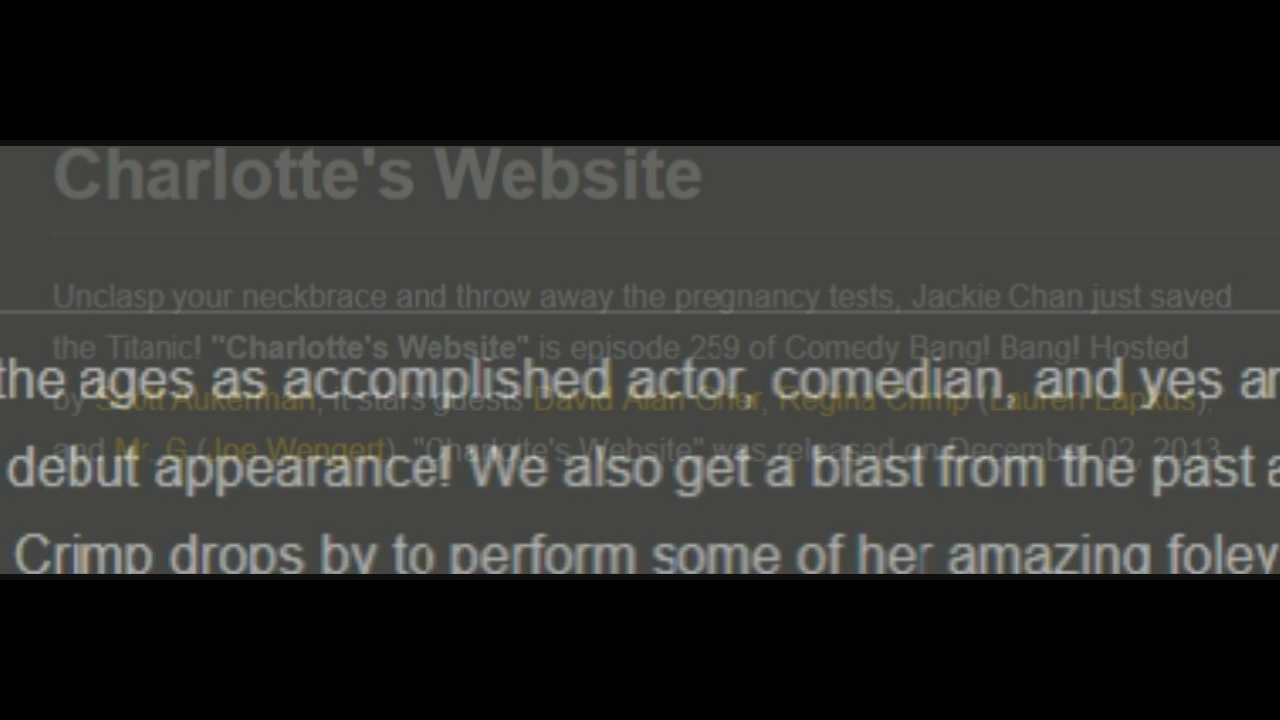 Charlotte's Website
Unclasp your neckbrace and throw away the pregnancy tests, Jackie Chan just saved
the Titanic! "Charlotte's Website" is episode 259 of Comedy Bang! Bang! Hosted
the ages as accomplished actor, comedian, and yes
by Scott Aukerman, it stars guests David Alan Grier, Regina Crimp (Lauren Lapkus),
and Mr. G (Joe Wengert). "Charlotte's Website" was released on December 02, 2013
debut appearance! We also get a blast from the past
Crimp drops by to perform some of her amazing foley